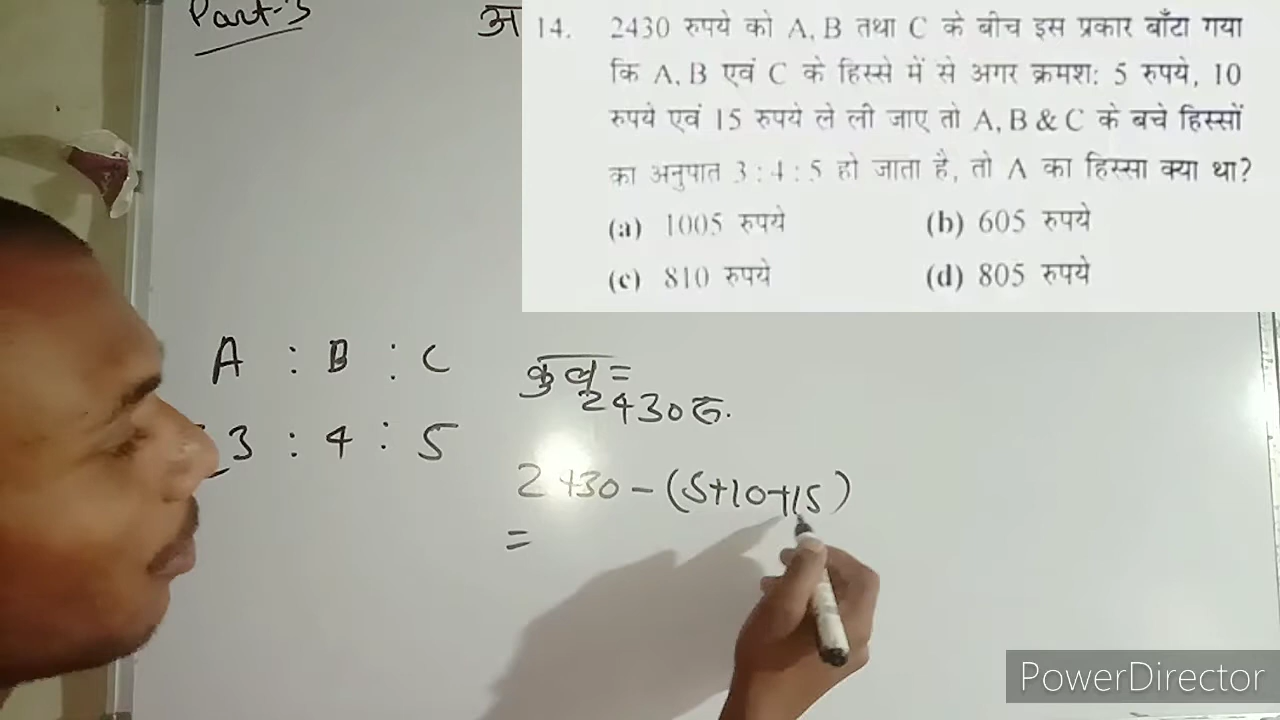 Part-3
अ
14. 2430 रुपये को A, B तथा C के बीच इस प्रकार बाँटा गया
कि A, B एवं C के हिस्से में से अगर क्रमश: 5 रुपये, 10
रुपये एवं 15 रुपये ले ली जाए तो A, B & C के बचे हिस्सों
का अनुपात 3 : 4 : 5 हो जाता है, तो A का हिस्सा क्या था?
(a) 1005 रुपये (b) 605 रुपये
(c) 810 रुपये (d) 805 रुपये
A : B : C
3 : 4 : 5
कुल =
2430 रु.
2430 - (5+10+15)
=
PowerDirector